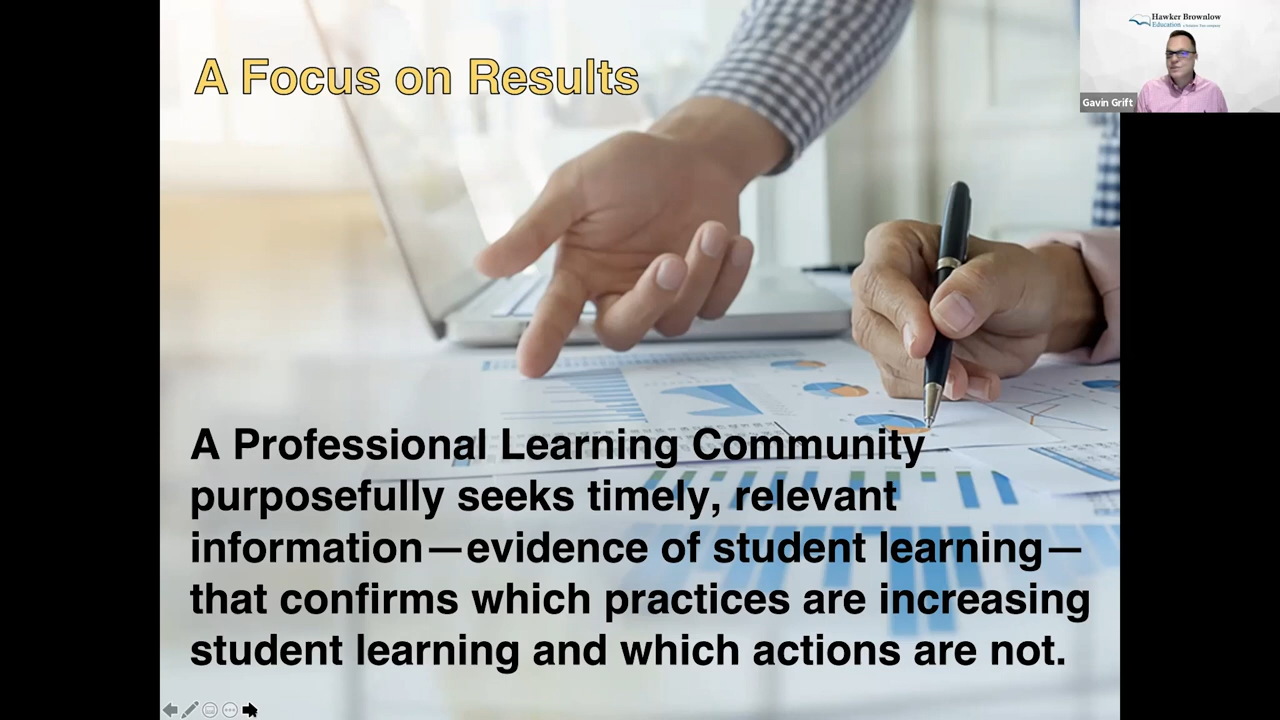 A Focus on Results
Hawker Brownlow
Education
Gavin Grift
A Professional Learning Community
purposefully seeks timely, relevant
information—evidence of student learning—
that confirms which practices are increasing
student learning and which actions are not.